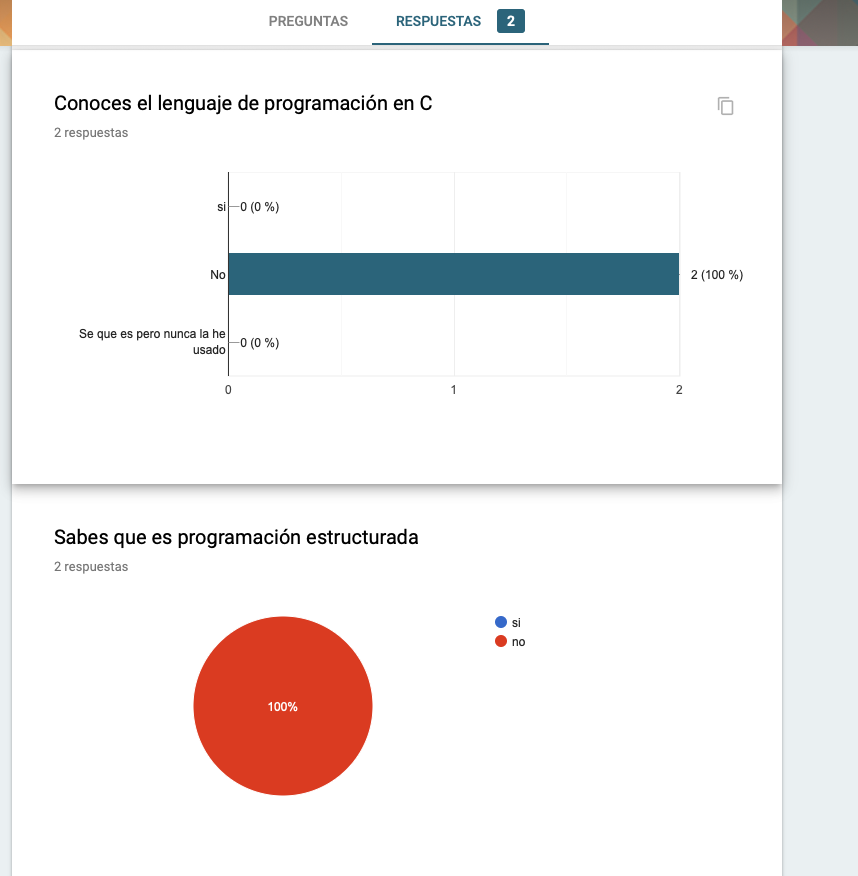 PREGUNTAS RESPUESTAS 2
Conoces el lenguaje de programación en C
2 respuestas
si 0 (0 %)
No 2 (100 %)
Se que es pero nunca la he
usado 0 (0 %)
0 1 2
Sabes que es programación estructurada
2 respuestas
si
no
100%